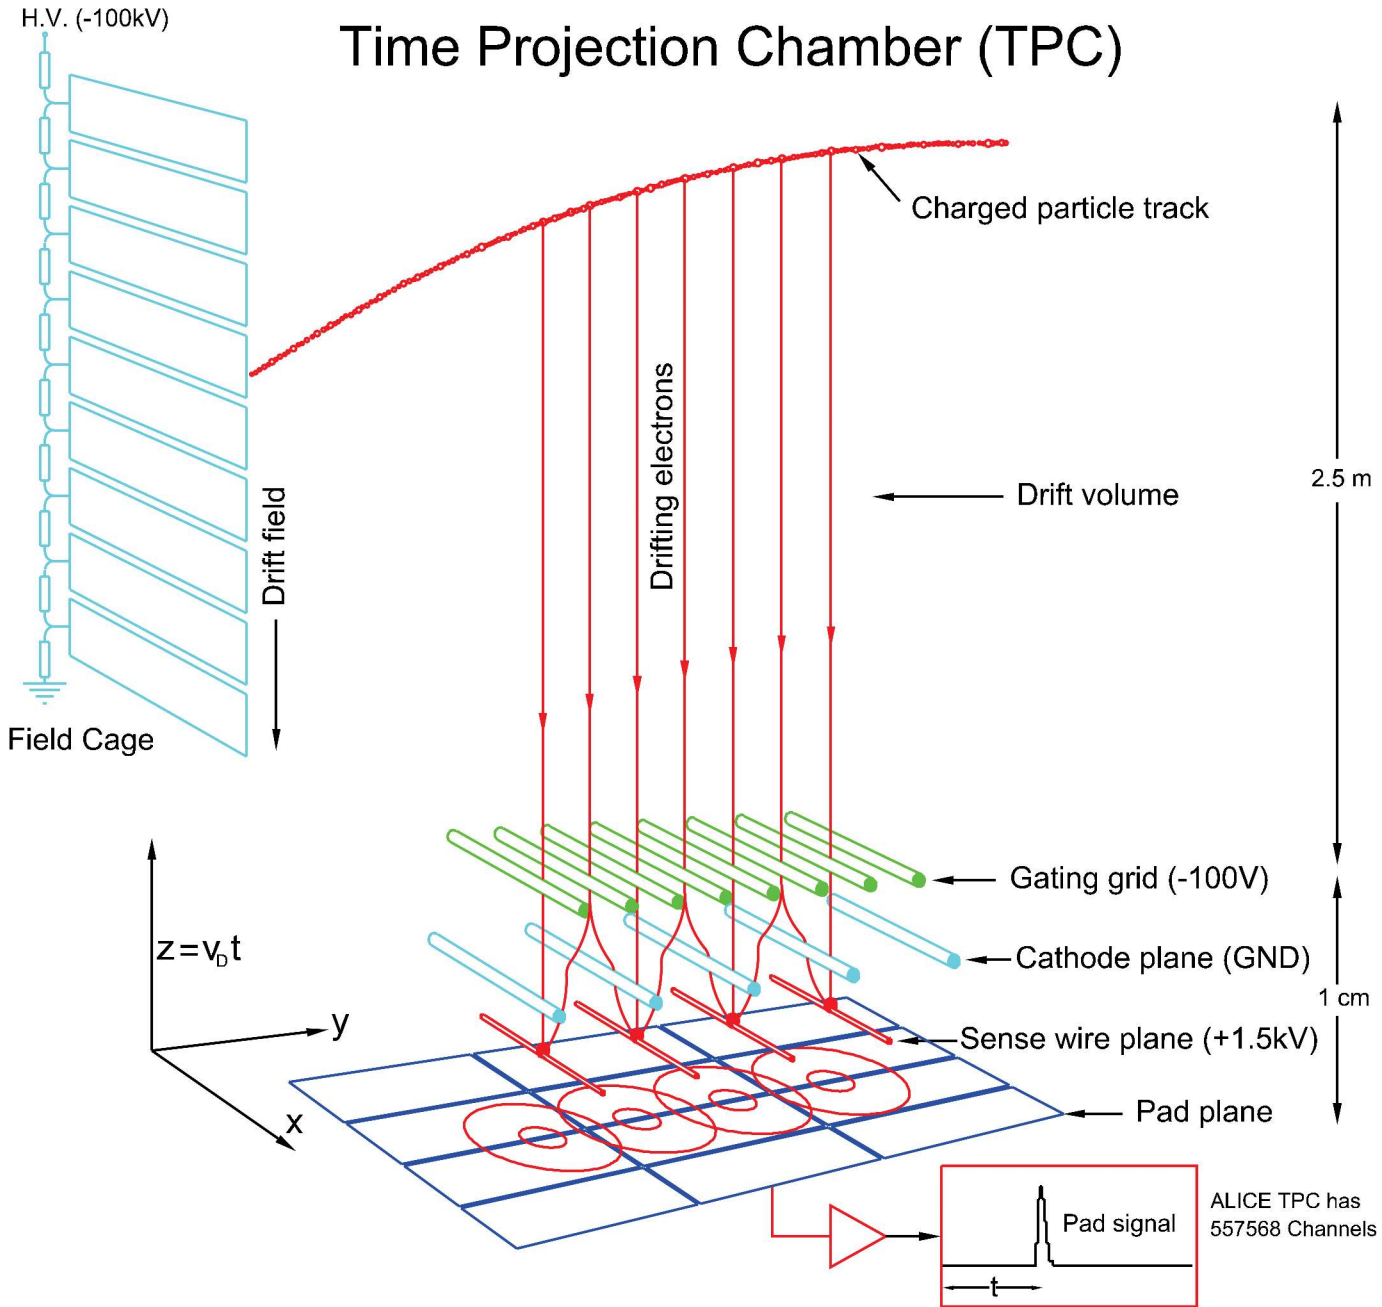 H.V. (-100kV)
Time Projection Chamber (TPC)
Charged particle track
Drifting electrons
2.5 m
Drift volume
Drift field
Field Cage
Gating grid (-100V)
z=v_D t
Cathode plane (GND)
1 cm
y
Sense wire plane (+1.5kV)
x
Pad plane
Pad signal
t
ALICE TPC has
557568 Channels